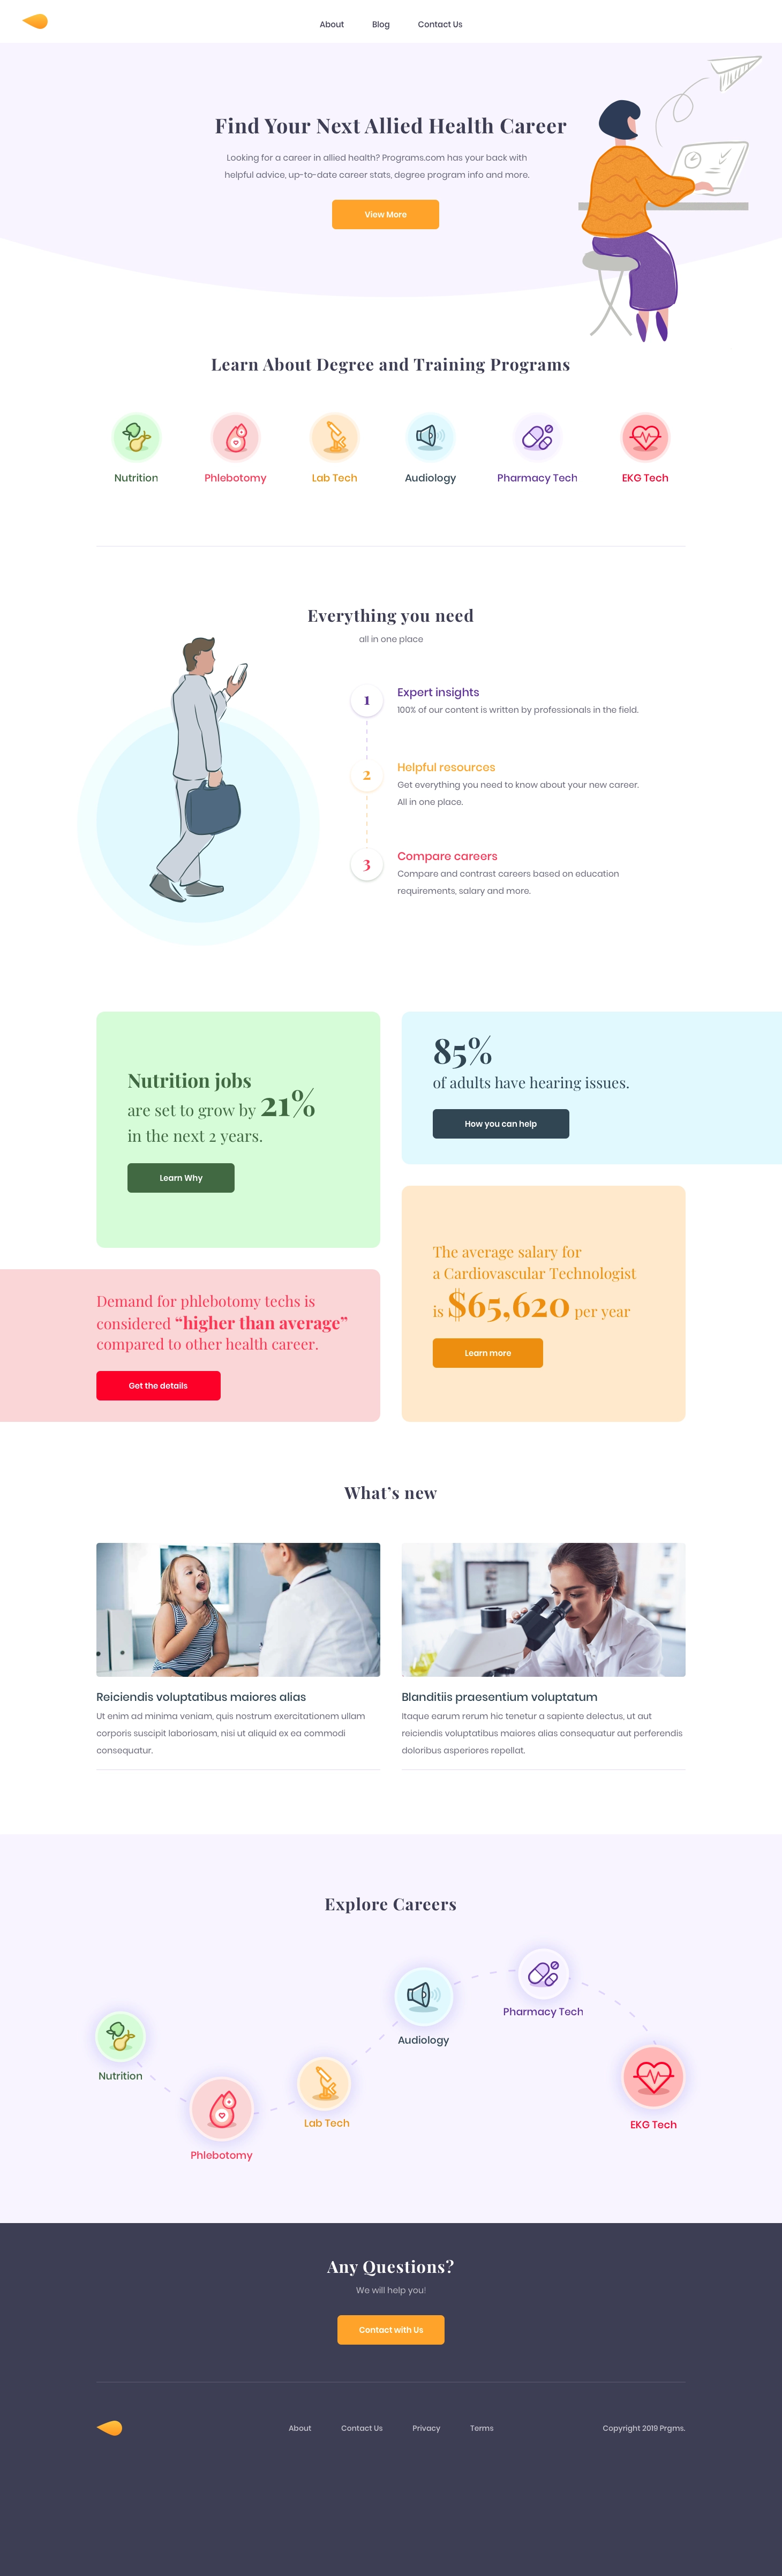 About
Blog
Contact Us
Find Your Next Allied Health Career
Looking for a career in allied health? Programs.com has your back with
helpful advice, up-to-date career stats, degree program info and more.
View More
Learn About Degree and Training Programs
Nutrition
Phlebotomy
Lab Tech
Audiology
Pharmacy Tech
EKG Tech
Everything you need
all in one place
1
Expert insights
100% of our content is written by professionals in the field.
2
Helpful resources
Get everything you need to know about your new career.
All in one place.
3
Compare careers
Compare and contrast careers based on education
requirements, salary and more.
Nutrition jobs
are set to grow by 21%
in the next 2 years.
Learn Why
85%
of adults have hearing issues.
How you can help
Demand for phlebotomy techs is
considered “higher than average”
compared to other health career.
Get the details
The average salary for
a Cardiovascular Technologist
is $65,620 per year
Learn more
What’s new
Reiciendis voluptatibus maiores alias
Ut enim ad minima veniam, quis nostrum exercitationem ullam
corporis suscipit laboriosam, nisi ut aliquid ex ea commodi
consequatur.
Blanditiis praesentium voluptatum
Itaque earum rerum hic tenetur a sapiente delectus, ut aut
reiciendis voluptatibus maiores alias consequatur aut perferendis
doloribus asperiores repellat.
Explore Careers
Nutrition
Phlebotomy
Lab Tech
Audiology
Pharmacy Tech
EKG Tech
Any Questions?
We will help you!
Contact with Us
About
Contact Us
Privacy
Terms
Copyright 2019 Prgms.